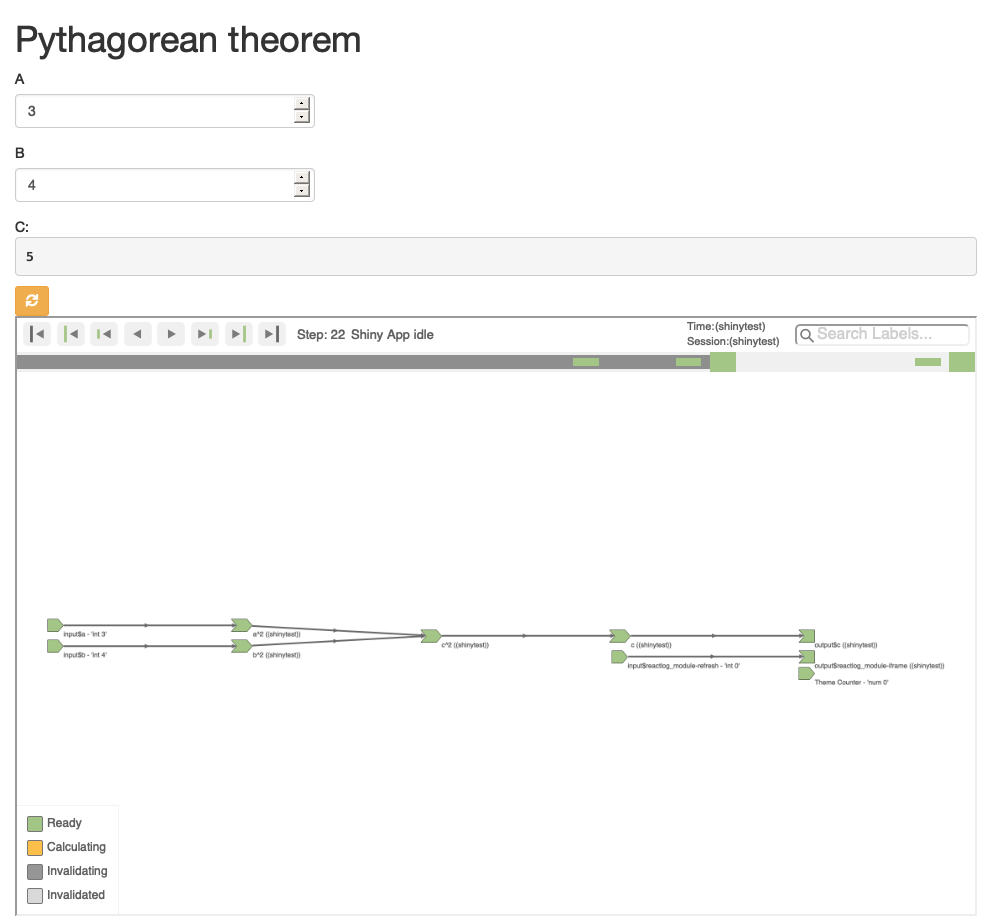 Pythagorean theorem
A
3
B
4
C:
5
Step: 22 Shiny App idle
Time:(shinytest)
Session:(shinytest)
Search Labels...
input$a - 'int 3'
a^2 ((shinytest))
input$b - 'int 4'
b^2 ((shinytest))
c^2 ((shinytest))
c ((shinytest))
output$c ((shinytest))
input$reactlog_module-refresh - 'int 0'
output$reactlog_module-iframe ((shinytest))
Theme Counter - 'num 0'
Ready
Calculating
Invalidating
Invalidated